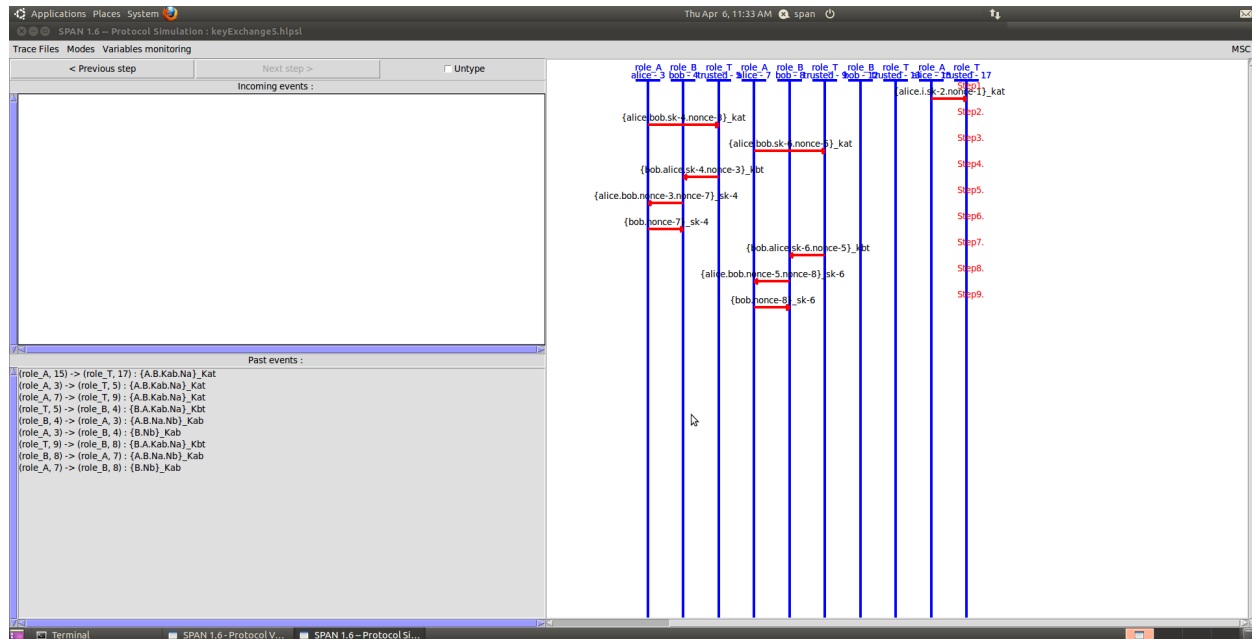 Applications Places System
Thu Apr 6, 11:33 AM span
SPAN 1.6 – Protocol Simulation : keyExchange5.hlpsl
Trace Files Modes Variables monitoring
MSC
< Previous step
Next step >
Untype
Incoming events :
Past events :
(role_A, 15) -> (role_T, 17) : {A.B.Kab.Na}_Kat
(role_A, 3) -> (role_T, 5) : {A.B.Kab.Na}_Kat
(role_A, 7) -> (role_T, 9) : {A.B.Kab.Na}_Kat
(role_T, 5) -> (role_B, 4) : {B.A.Kab.Na}_Kbt
(role_B, 4) -> (role_A, 3) : {A.B.Na.Nb}_Kab
(role_A, 3) -> (role_B, 4) : {B.Nb}_Kab
(role_T, 9) -> (role_B, 8) : {B.A.Kab.Na}_Kbt
(role_B, 8) -> (role_A, 7) : {A.B.Na.Nb}_Kab
(role_A, 7) -> (role_B, 8) : {B.Nb}_Kab
role_A role_B role_T role_A role_B role_T role_B role_T role_A role_T
alice - 3 bob - 4
alice - 7
17
Step1.
{alice.i.sk-2.nonce-1}_kat
Step2.
{alice.bob.sk-4.nonce-3}_kat
Step3.
{alice.bob.sk-6.nonce-5}_kat
Step4.
{bob.alice.sk-4.nonce-3}_kbt
Step5.
{alice.bob.nonce-3.nonce-7}_sk-4
Step6.
{bob.nonce-7}_sk-4
Step7.
{bob.alice.sk-6.nonce-5}_kbt
Step8.
{alice.bob.nonce-5.nonce-8}_sk-6
Step9.
{bob.nonce-8}_sk-6
Terminal
SPAN 1.6 - Protocol V...
SPAN 1.6 – Protocol Si...